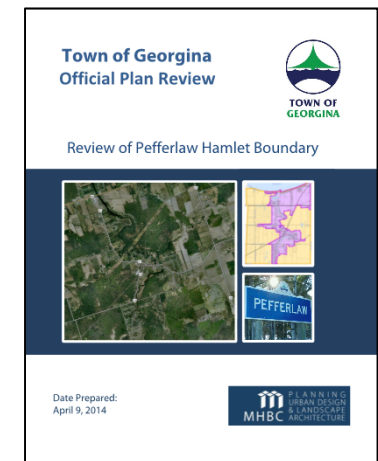 Town of Georgina
Official Plan Review
TOWN OF
GEORGINA
Review of Pefferlaw Hamlet Boundary
PEFFERLAW
Date Prepared:
April 9, 2014
MHBC
PLANNING
URBAN DESIGN
& LANDSCAPE
ARCHITECTURE